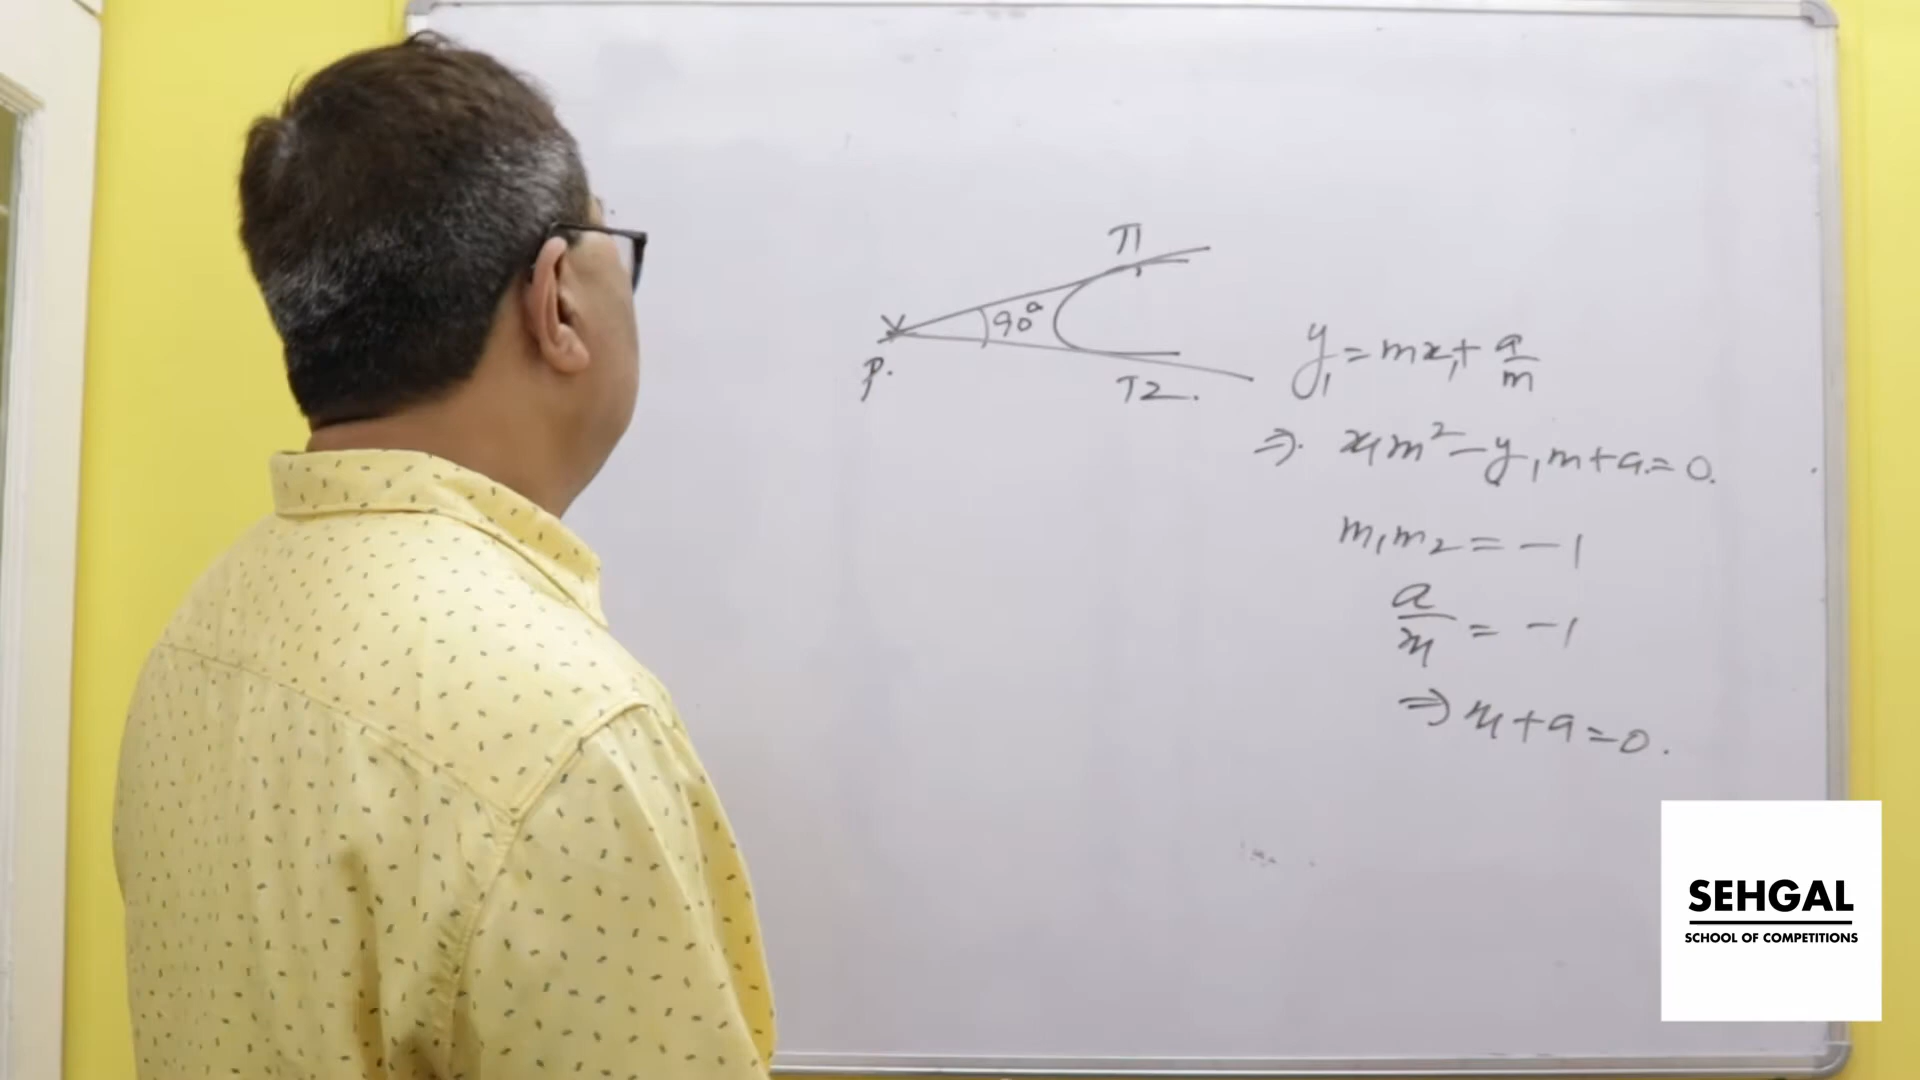 T1
90°
P.
T2.
y₁ = mx₁ + a/m
⇒. x₁m² - y₁m + a = 0.
m₁m₂ = -1
a/x₁ = -1
⇒ x₁ + a = 0.
SEHGAL
SCHOOL OF COMPETITIONS